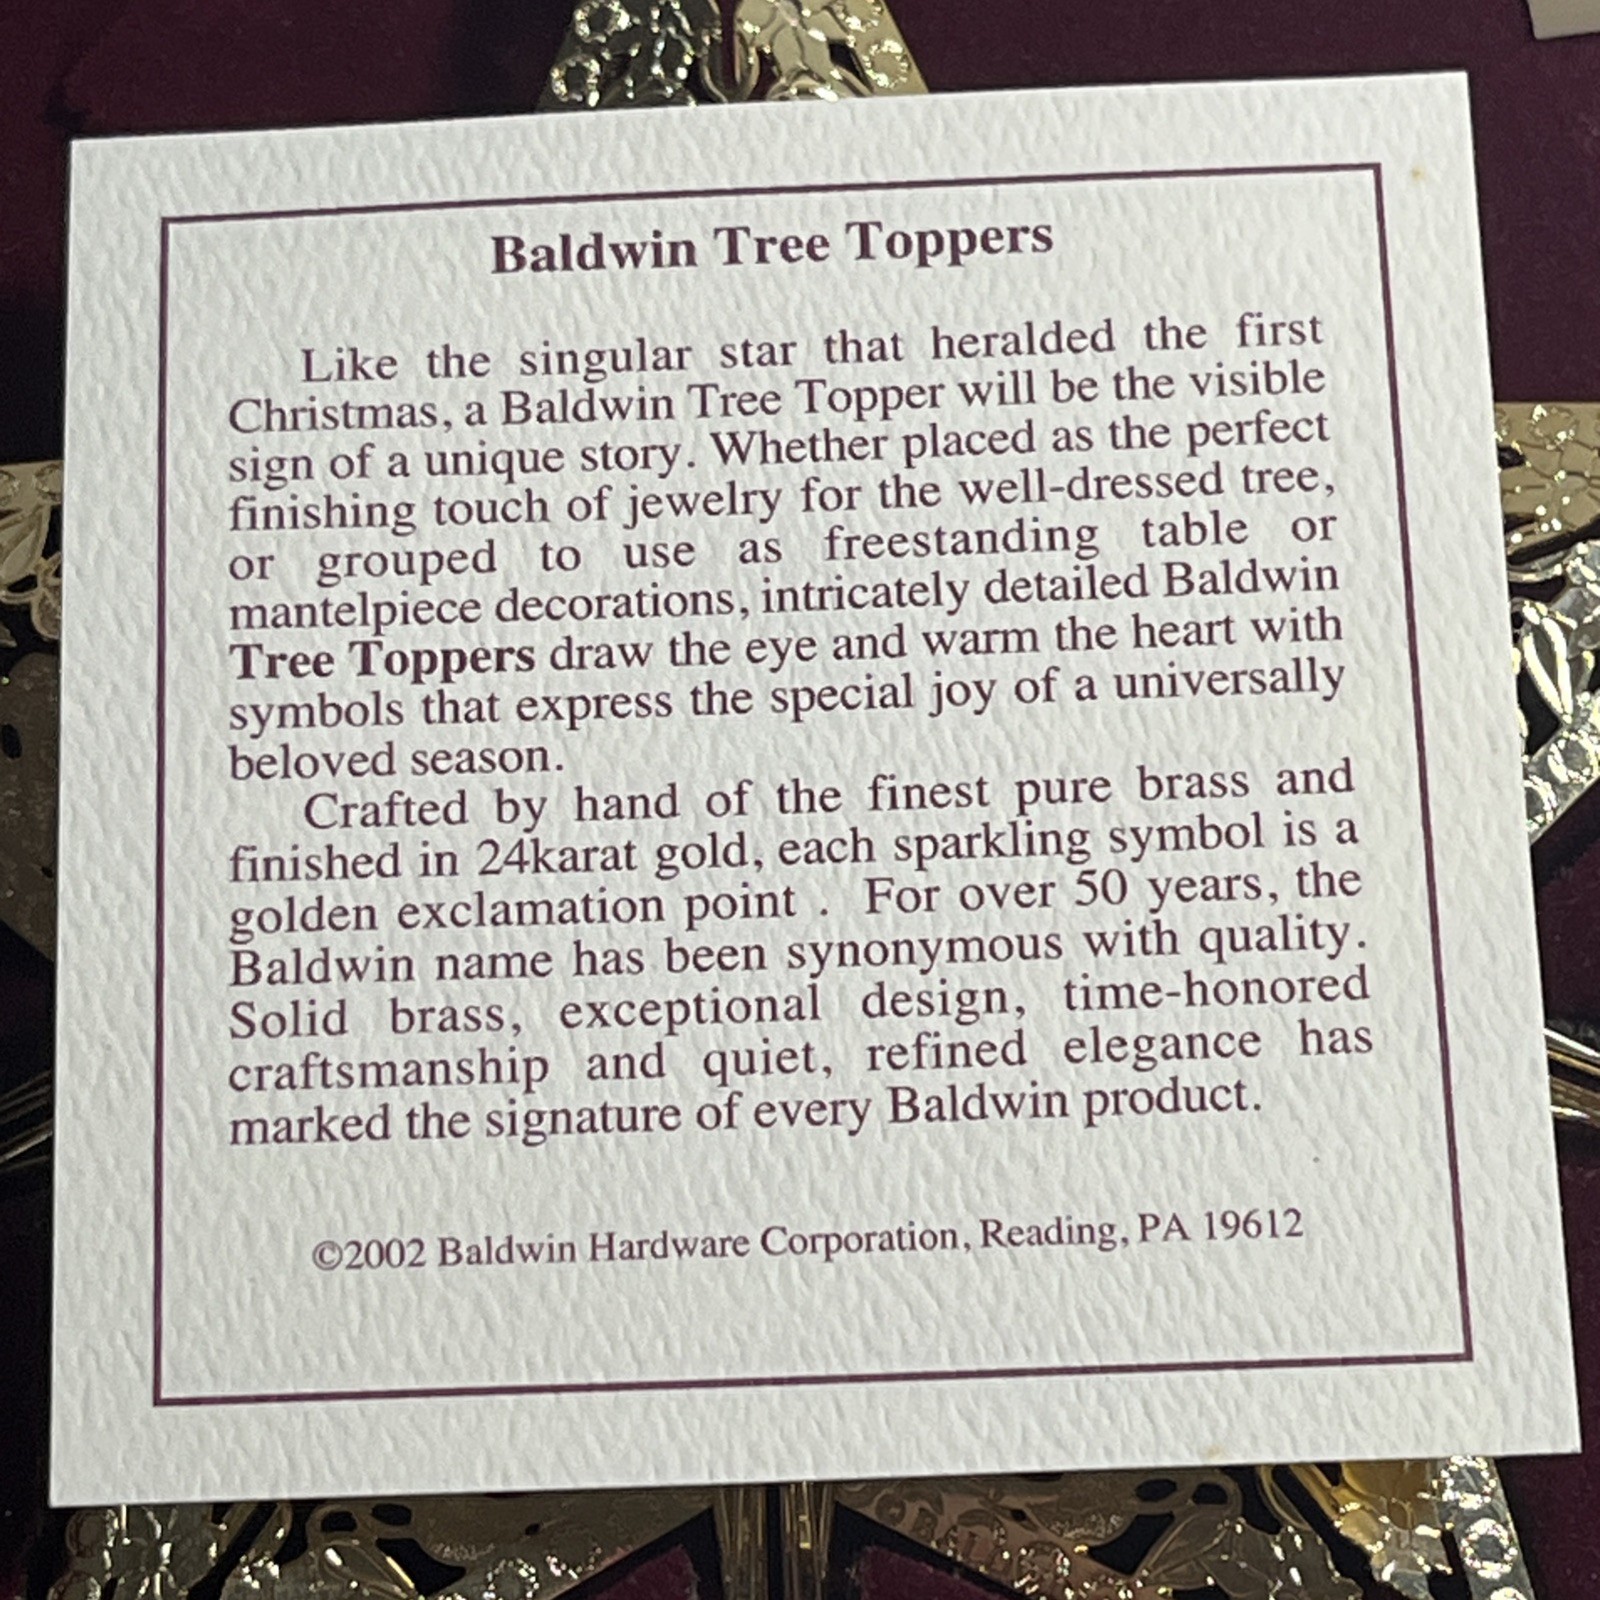 Baldwin Tree Toppers
Like the singular star that heralded the first
Christmas, a Baldwin Tree Topper will be the visible
sign of a unique story. Whether placed as the perfect
finishing touch of jewelry for the well-dressed tree,
or grouped to use as freestanding table or
mantelpiece decorations, intricately detailed Baldwin
Tree Toppers draw the eye and warm the heart with
symbols that express the special joy of a universally
beloved season.
Crafted by hand of the finest pure brass and
finished in 24karat gold, each sparkling symbol is a
golden exclamation point . For over 50 years, the
Baldwin name has been synonymous with quality.
Solid brass, exceptional design, time-honored
craftsmanship and quiet, refined elegance has
marked the signature of every Baldwin product.
©2002 Baldwin Hardware Corporation, Reading, PA 19612